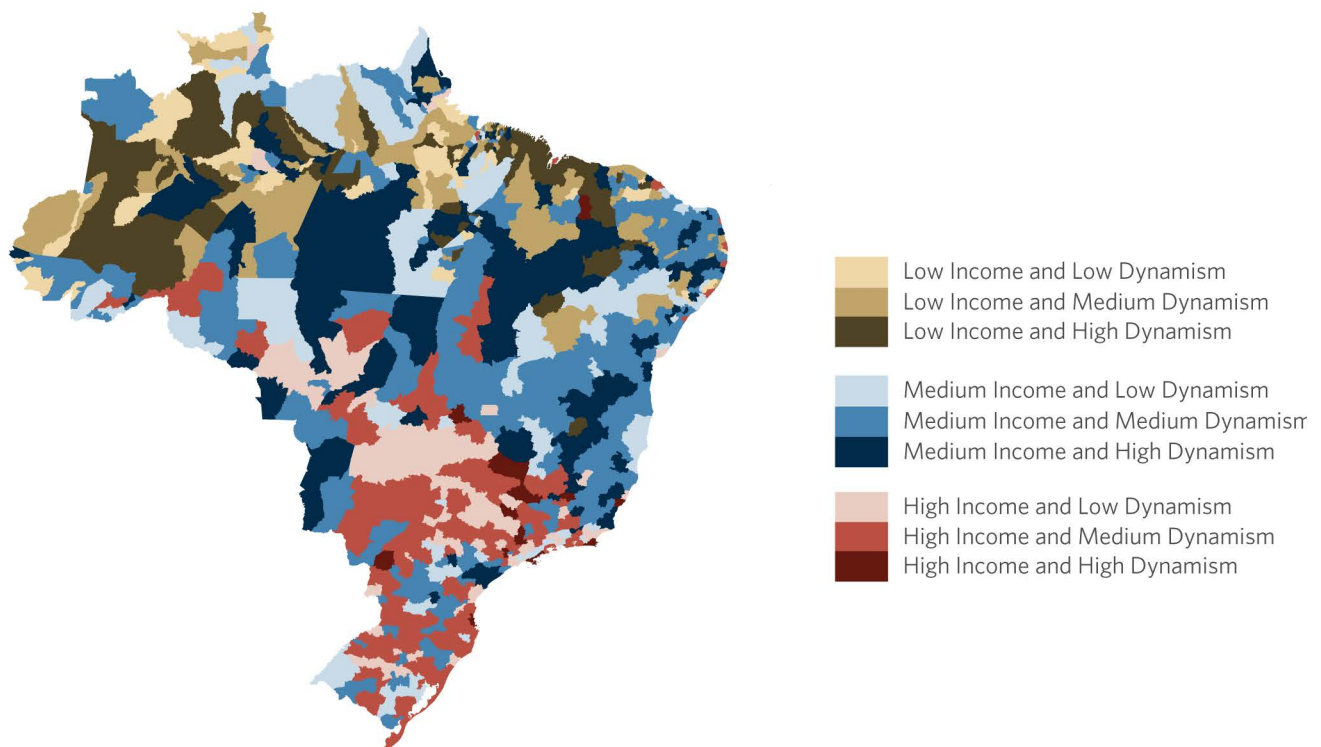 Low Income and Low Dynamism
Low Income and Medium Dynamism
Low Income and High Dynamism
Medium Income and Low Dynamism
Medium Income and Medium Dynamism
Medium Income and High Dynamism
High Income and Low Dynamism
High Income and Medium Dynamism
High Income and High Dynamism